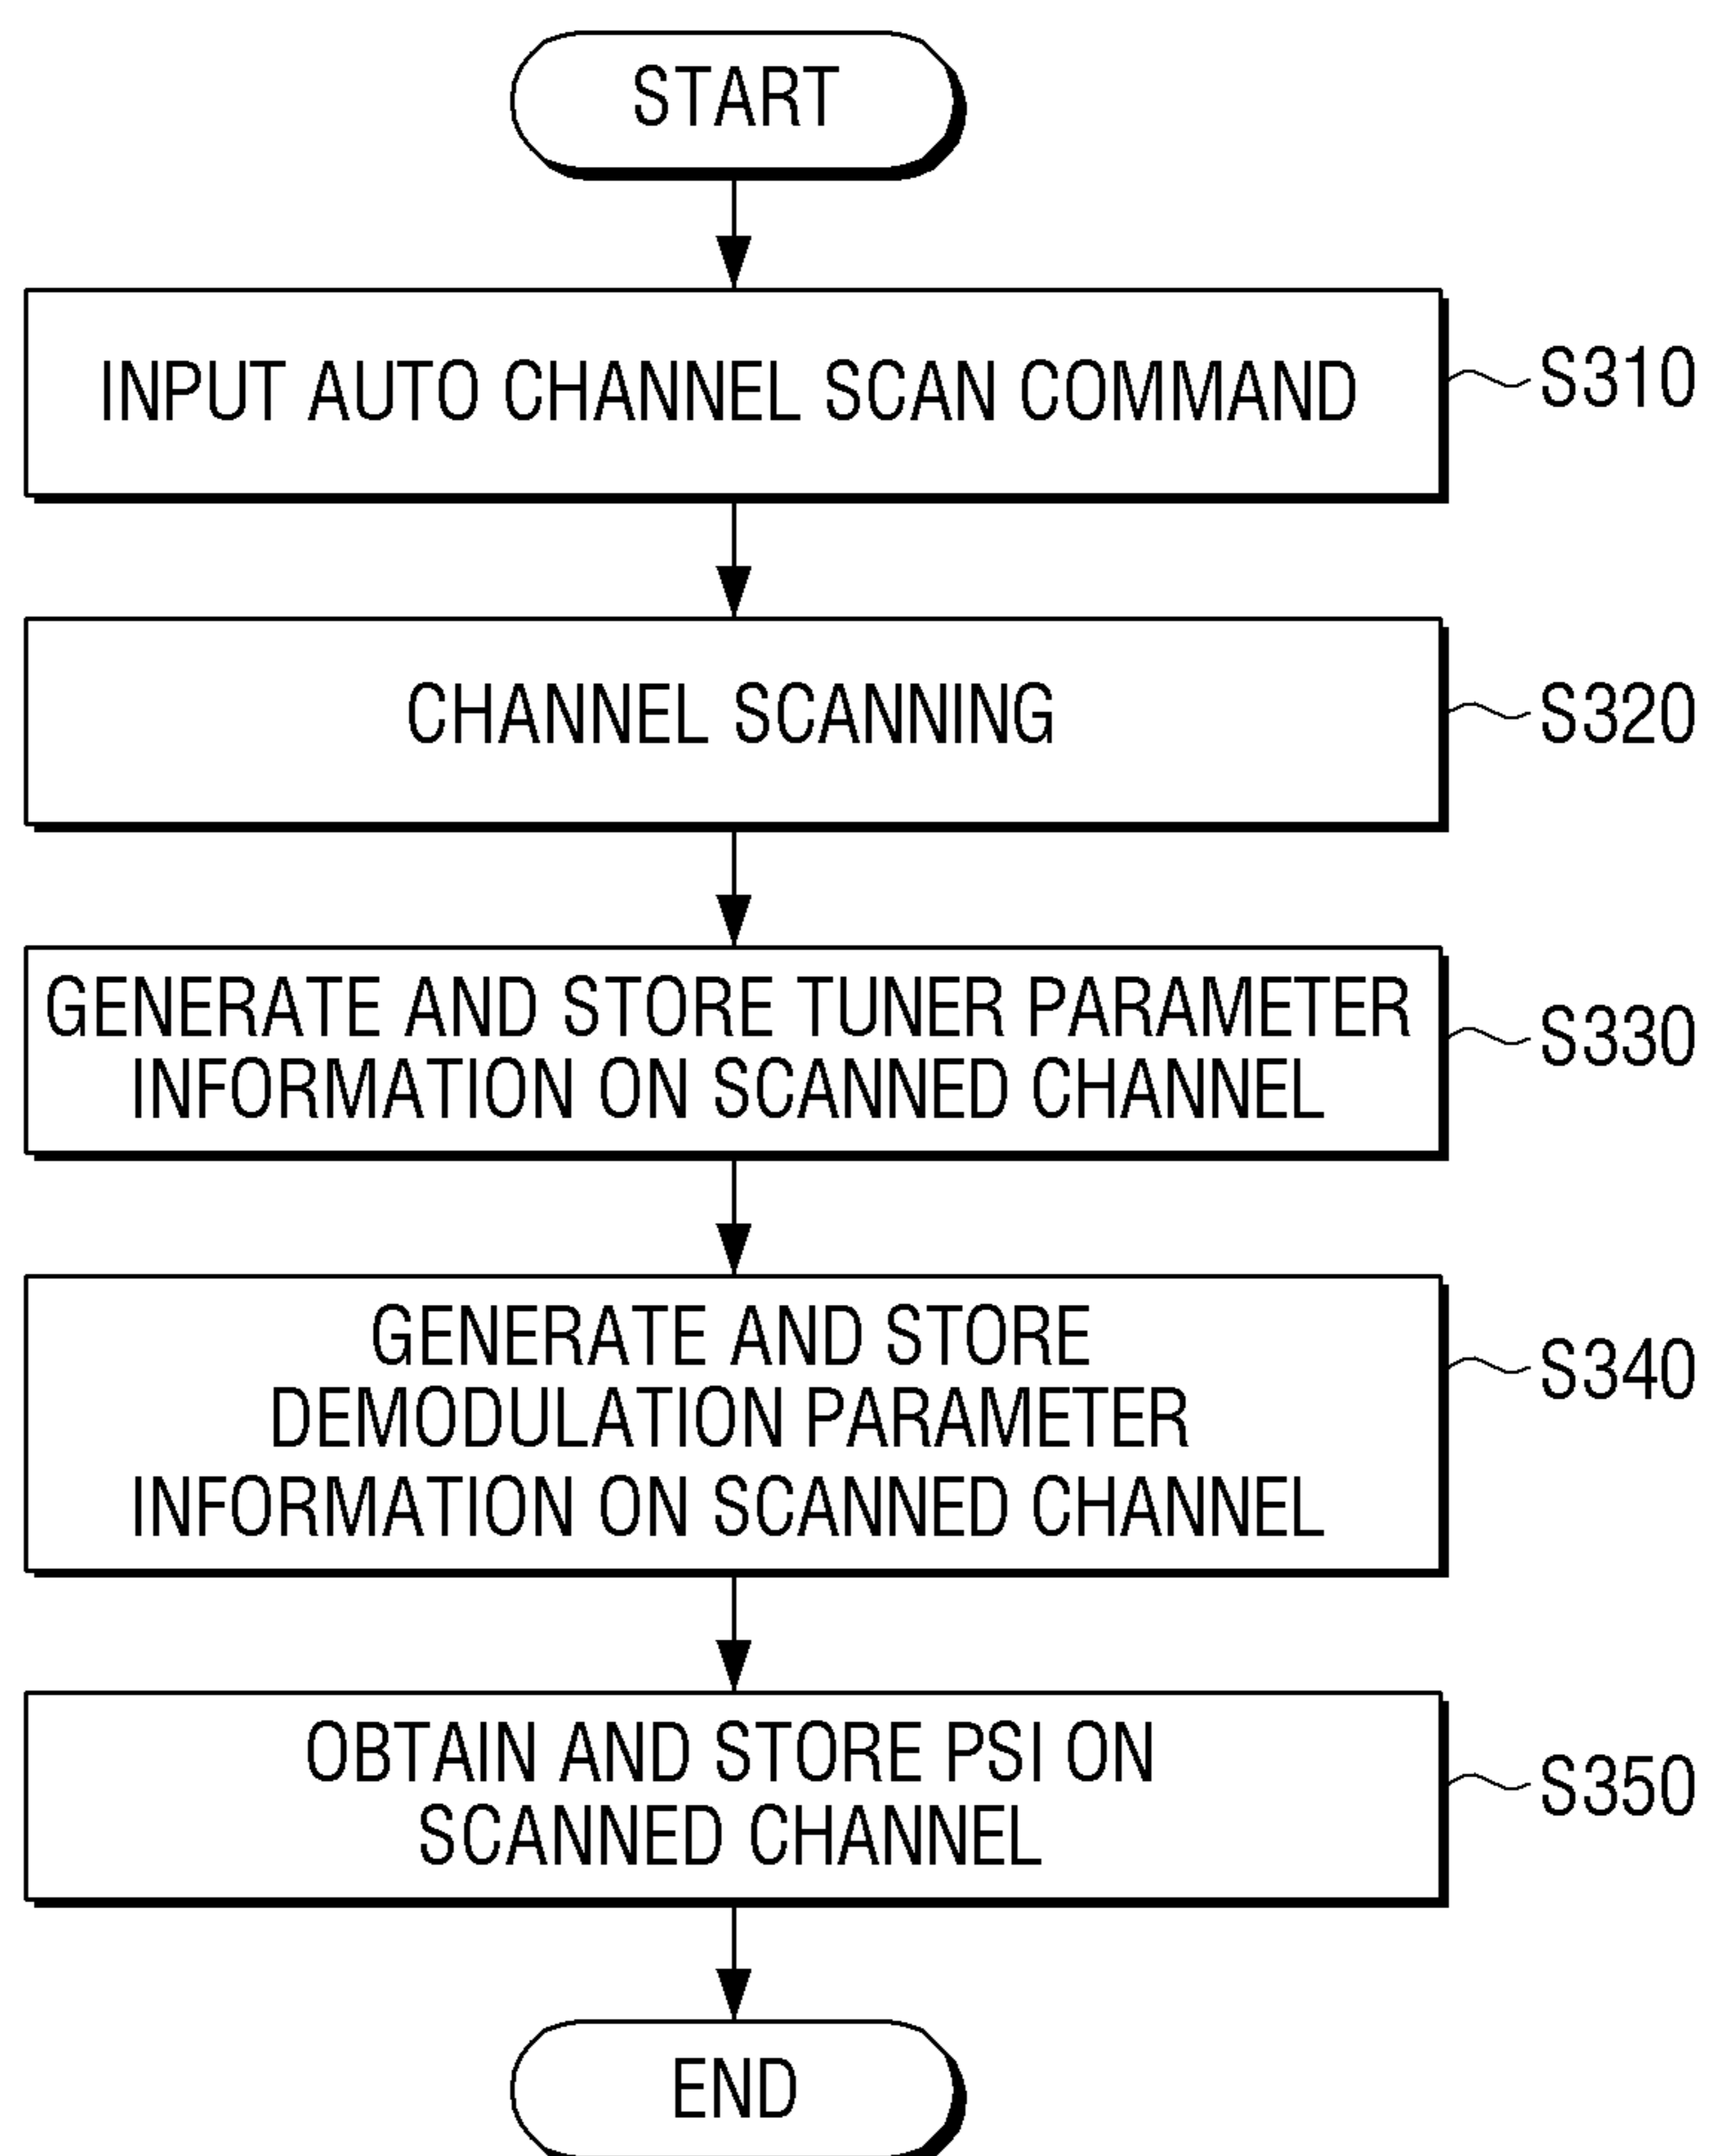 START
INPUT AUTO CHANNEL SCAN COMMAND
S310
CHANNEL SCANNING
S320
GENERATE AND STORE TUNER PARAMETER
INFORMATION ON SCANNED CHANNEL
S330
GENERATE AND STORE
DEMODULATION PARAMETER
INFORMATION ON SCANNED CHANNEL
S340
OBTAIN AND STORE PSI ON
SCANNED CHANNEL
S350
END